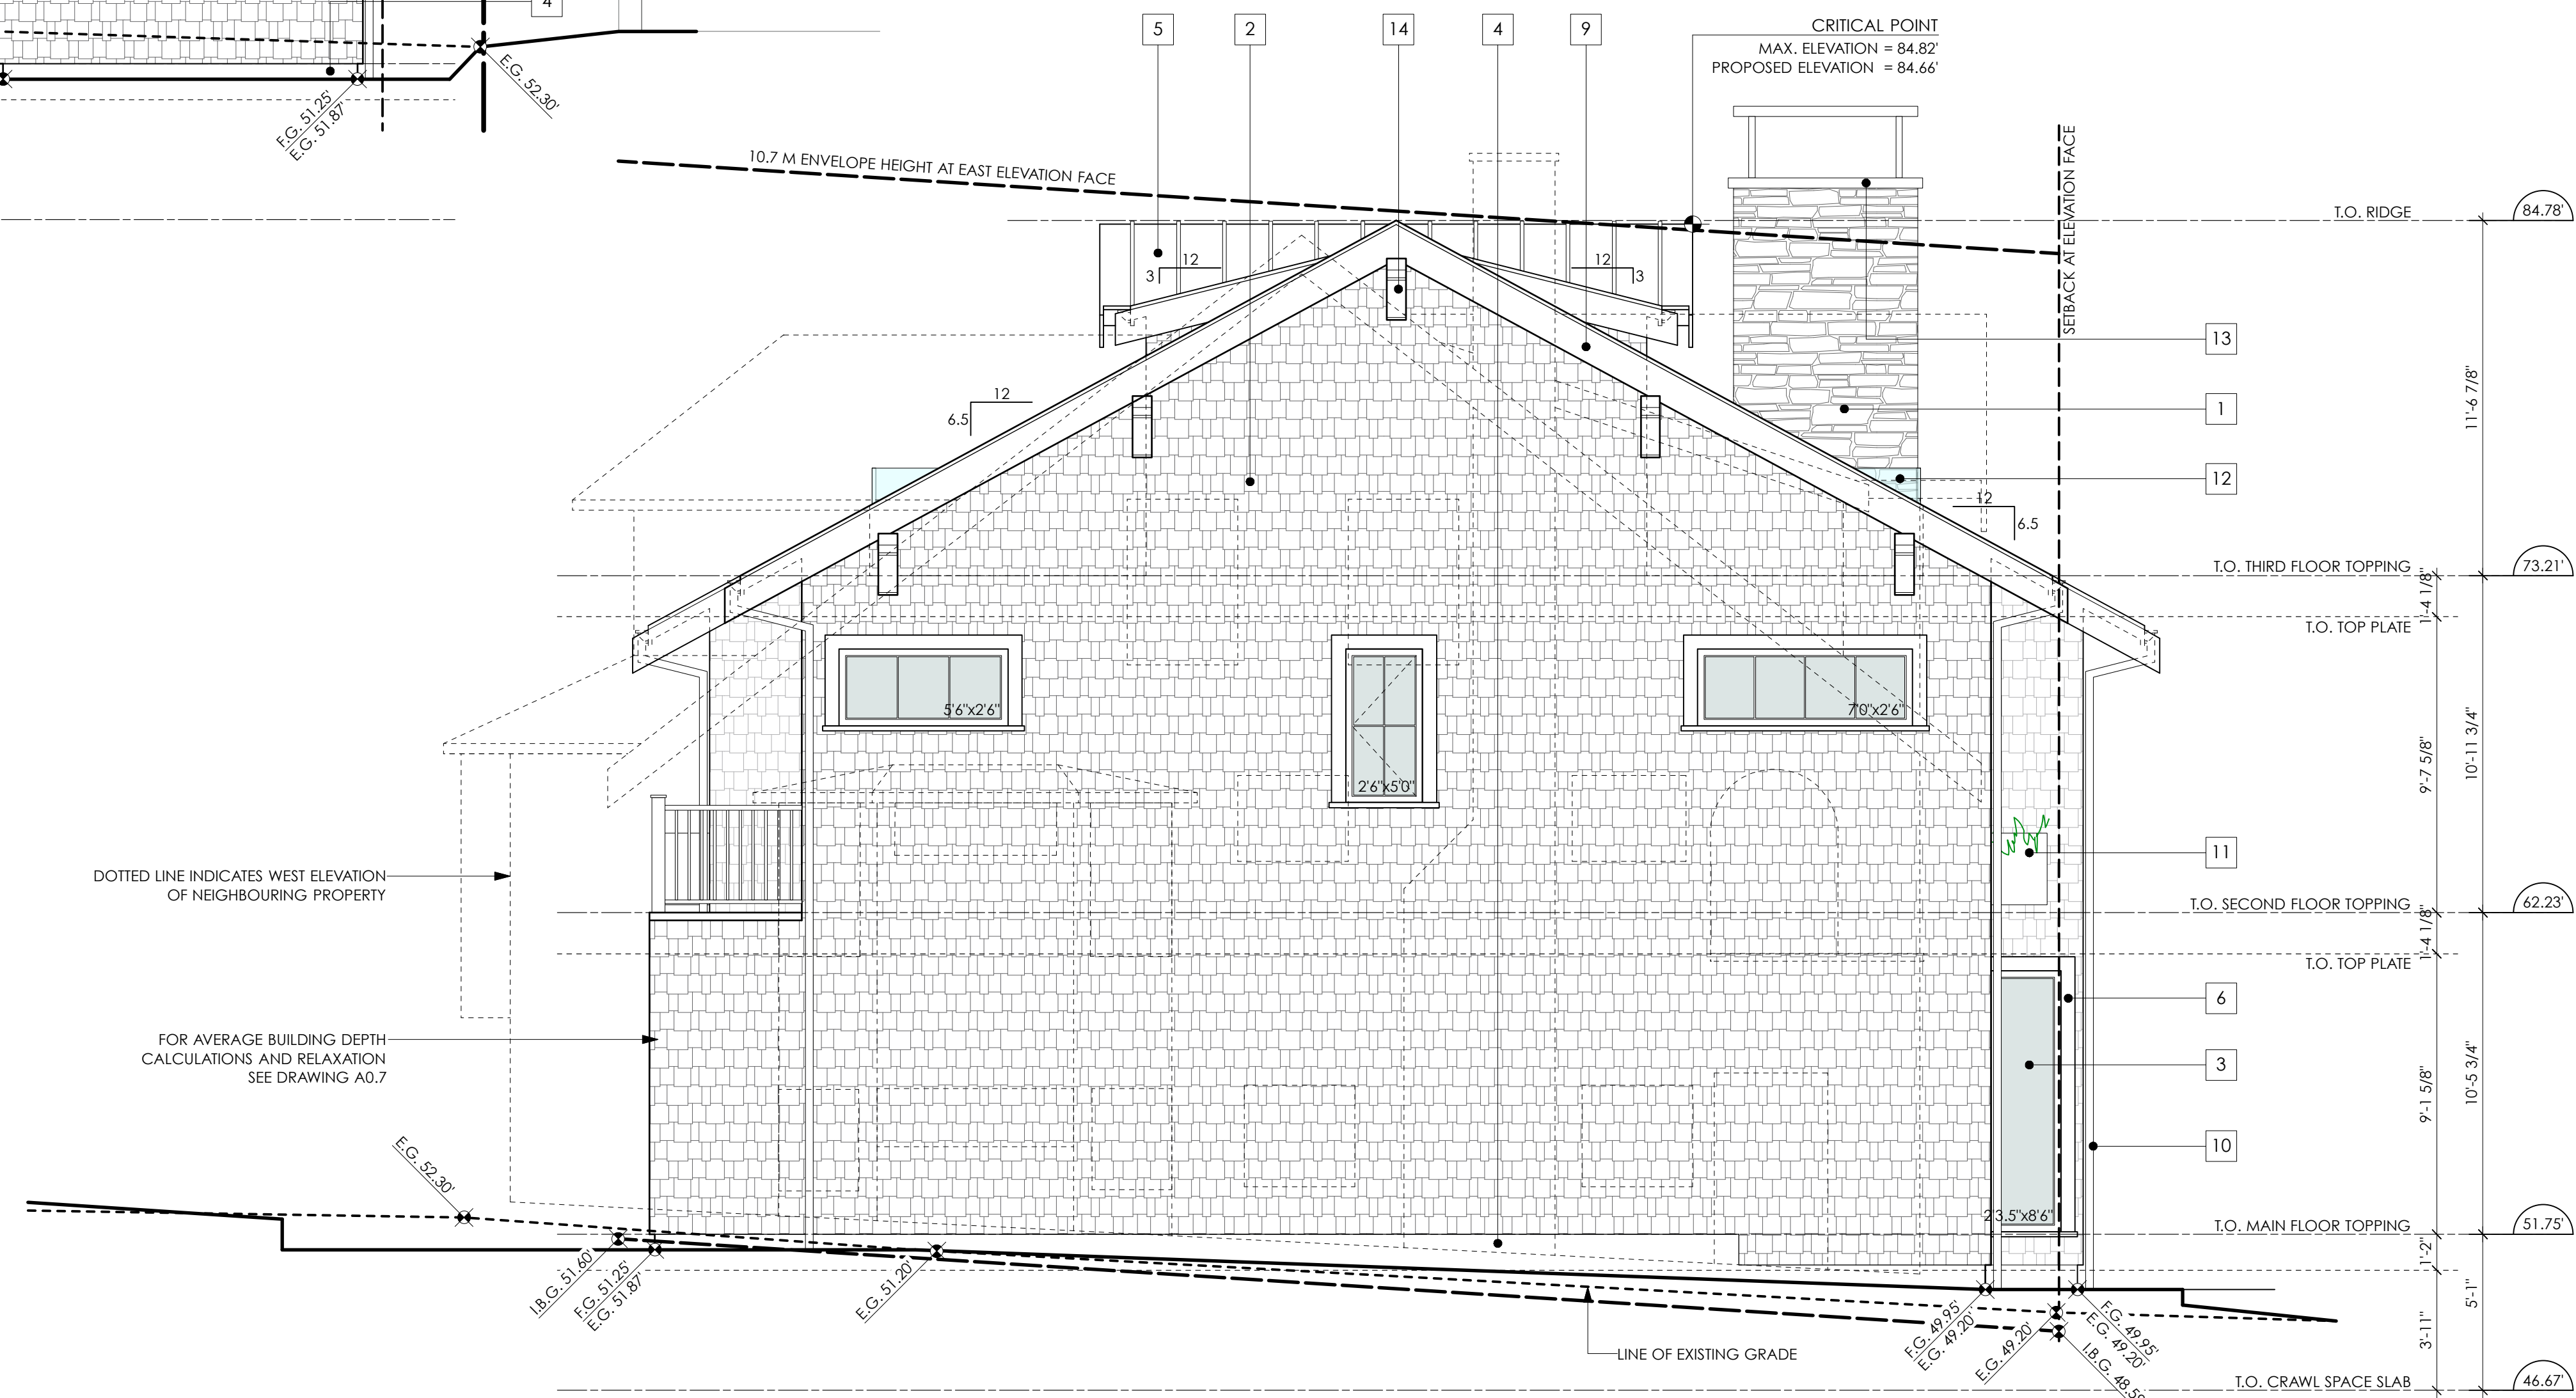 4
E.G. 52.30'
F.G. 51.25'
E.G. 51.87'
5
2
14
4
9
CRITICAL POINT
MAX. ELEVATION = 84.82'
PROPOSED ELEVATION = 84.66'
10.7 M ENVELOPE HEIGHT AT EAST ELEVATION FACE
SETBACK AT ELEVATION FACE
T.O. RIDGE
84.78'
12
3
12
3
13
12
6.5
1
11'-6 7/8"
12
12
6.5
T.O. THIRD FLOOR TOPPING
73.21'
1'-4 1/8"
T.O. TOP PLATE
5'6"x2'6"
7'0"x2'6"
2'6"x5'0"
9'-7 5/8"
10'-11 3/4"
11
DOTTED LINE INDICATES WEST ELEVATION
OF NEIGHBOURING PROPERTY
T.O. SECOND FLOOR TOPPING
62.23'
1'-4 1/8"
T.O. TOP PLATE
6
FOR AVERAGE BUILDING DEPTH
CALCULATIONS AND RELAXATION
SEE DRAWING A0.7
3
9'-1 5/8"
10'-5 3/4"
10
E.G. 52.30'
2'3.5"x8'6"
T.O. MAIN FLOOR TOPPING
51.75'
I.B.G. 51.60'
F.G. 51.25'
E.G. 51.87'
E.G. 51.20'
1'-2"
5'-1"
3'-11"
LINE OF EXISTING GRADE
F.G. 49.95'
E.G. 49.20'
E.G. 49.20'
F.G. 49.95'
E.G. 49.20'
I.B.G. 48.59
T.O. CRAWL SPACE SLAB
46.67'